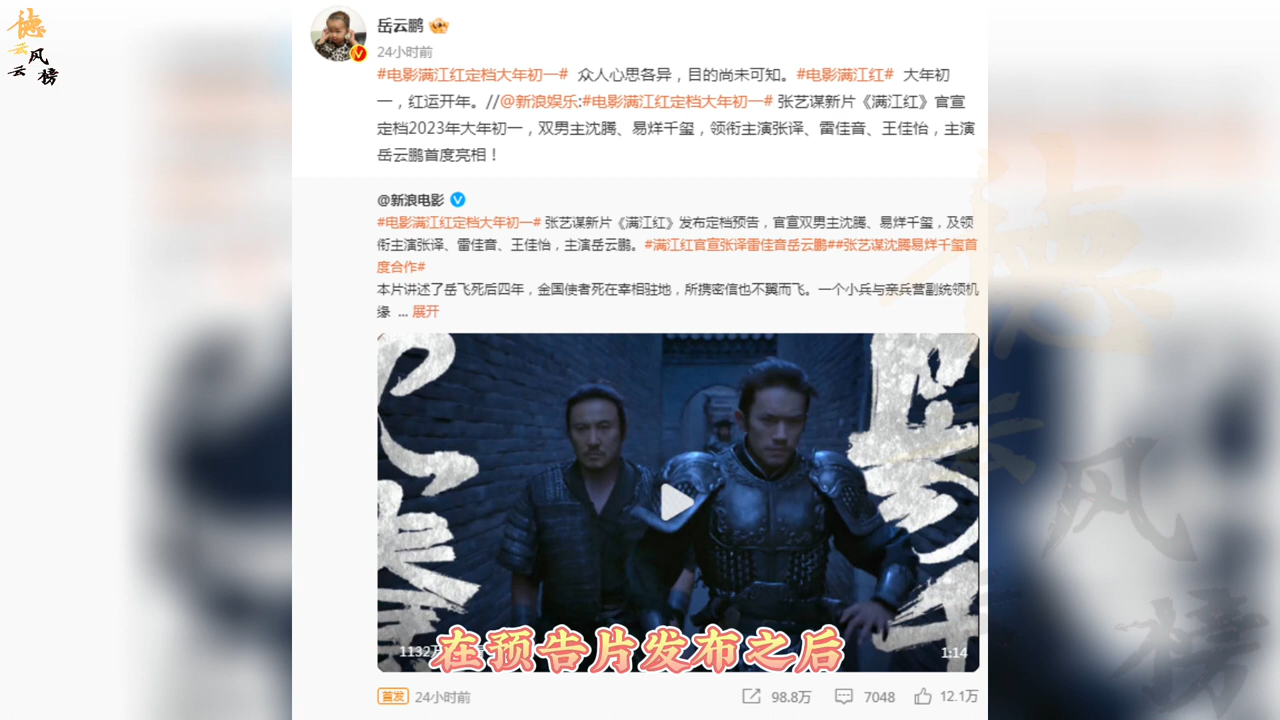 德
云
云
风
榜
岳云鹏
24小时前
#电影满江红定档大年初一# 众人心思各异，目的尚未可知。#电影满江红# 大年初
一，红运开年。//@新浪娱乐:#电影满江红定档大年初一# 张艺谋新片《满江红》官宣
定档2023年大年初一，双男主沈腾、易烊千玺，领衔主演张译、雷佳音、王佳怡，主演
岳云鹏首度亮相！
@新浪电影
#电影满江红定档大年初一# 张艺谋新片《满江红》发布定档预告，官宣双男主沈腾、易烊千玺，及领
衔主演张译、雷佳音、王佳怡，主演岳云鹏。#满江红官宣张译雷佳音岳云鹏##张艺谋沈腾易烊千玺首
度合作#
本片讲述了岳飞死后四年，金国使者死在宰相驻地，所携密信也不翼而飞。一个小兵与亲兵营副统领机
缘 ... 展开
1132
在预告片发布之后
1:14
首发 24小时前
98.8万 7048 12.1万
德
云
风
榜